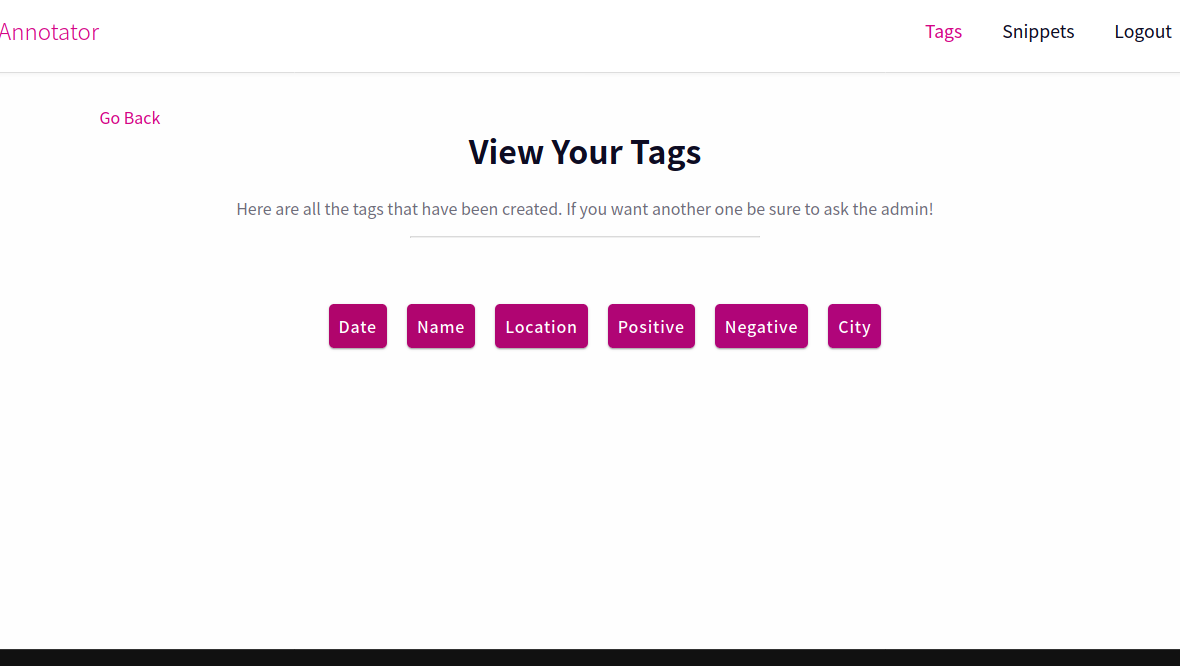 Annotator Tags Snippets Logout
Go Back
View Your Tags
Here are all the tags that have been created. If you want another one be sure to ask the admin!
Date Name Location Positive Negative City